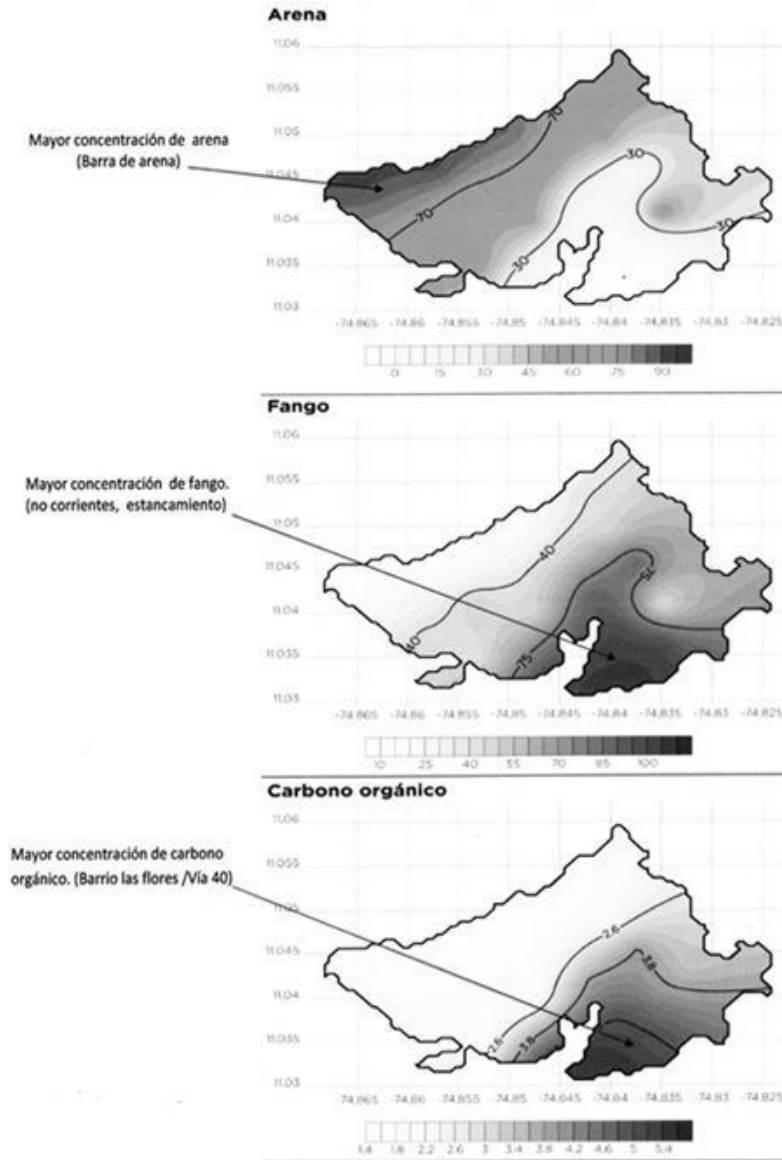 Arena
11.06
11.055
11.05
11.045
11.04
11.035
11.03
Mayor concentración de arena
(Barra de arena)
70
70
30
30
30
-74.865 -74.86 -74.855 -74.85 -74.845 -74.84 -74.835 -74.83 -74.825
0 15 30 45 60 75 90
Fango
11.06
11.055
11.05
11.045
11.04
11.035
11.03
Mayor concentración de fango.
(no corrientes, estancamiento)
40
40
75
75
-74.865 -74.86 -74.855 -74.85 -74.845 -74.84 -74.835 -74.83 -74.825
10 25 40 55 70 85 100
Carbono orgánico
11.06
11.055
11.05
11.045
11.04
11.035
11.03
Mayor concentración de carbono
orgánico. (Barrio las flores /Vía 40)
2.6
3.8
2.6
3.8
-74.865 -74.86 -74.855 -74.85 -74.845 -74.84 -74.835 -74.83 -74.825
1.4 1.8 2.2 2.6 3 3.4 3.8 4.2 4.6 5 5.4